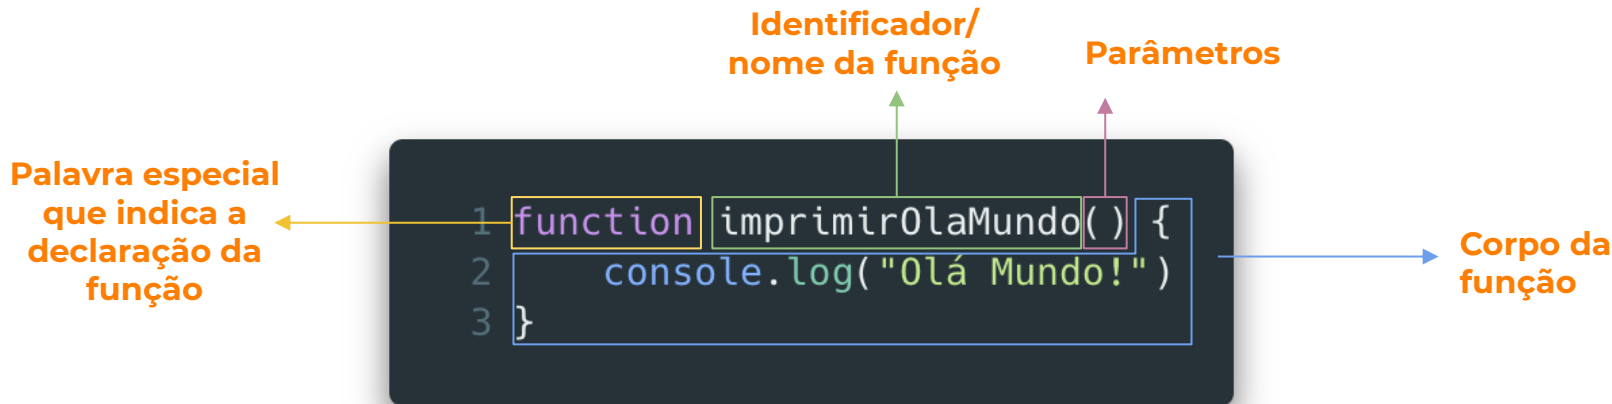 Identificador/
nome da função
Parâmetros
Palavra especial
que indica a
declaração da
função
1 function imprimirOlaMundo() {
2 console.log("Olá Mundo!")
3 }
Corpo da
função